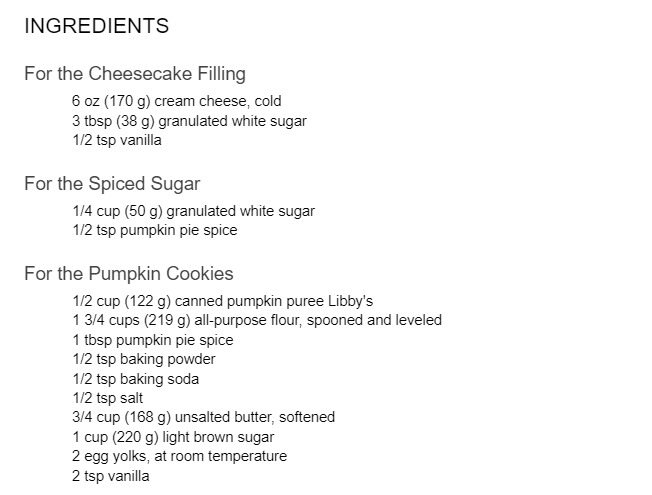 INGREDIENTS
For the Cheesecake Filling
6 oz (170 g) cream cheese, cold
3 tbsp (38 g) granulated white sugar
1/2 tsp vanilla
For the Spiced Sugar
1/4 cup (50 g) granulated white sugar
1/2 tsp pumpkin pie spice
For the Pumpkin Cookies
1/2 cup (122 g) canned pumpkin puree Libby's
1 3/4 cups (219 g) all-purpose flour, spooned and leveled
1 tbsp pumpkin pie spice
1/2 tsp baking powder
1/2 tsp baking soda
1/2 tsp salt
3/4 cup (168 g) unsalted butter, softened
1 cup (220 g) light brown sugar
2 egg yolks, at room temperature
2 tsp vanilla